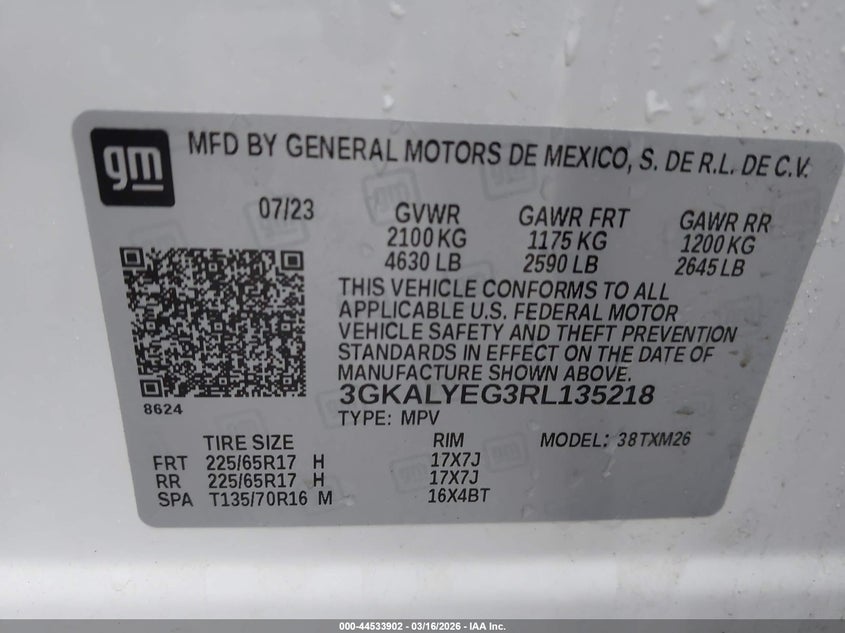 gm MFD BY GENERAL MOTORS DE MEXICO, S. DE R.L. DE C.V.
07/23 GVWR GAWR FRT GAWR RR
2100 KG 1175 KG 1200 KG
4630 LB 2590 LB 2645 LB
THIS VEHICLE CONFORMS TO ALL
APPLICABLE U.S. FEDERAL MOTOR
VEHICLE SAFETY AND THEFT PREVENTION
STANDARDS IN EFFECT ON THE DATE OF
MANUFACTURE SHOWN ABOVE.
8624 3GKALYEG3RL135218
TYPE: MPV
TIRE SIZE RIM MODEL: 38TXM26
FRT 225/65R17 H 17X7J
RR 225/65R17 H 17X7J
SPA T135/70R16 M 16X4BT
000-44533902 - 03/16/2026 - IAA Inc.